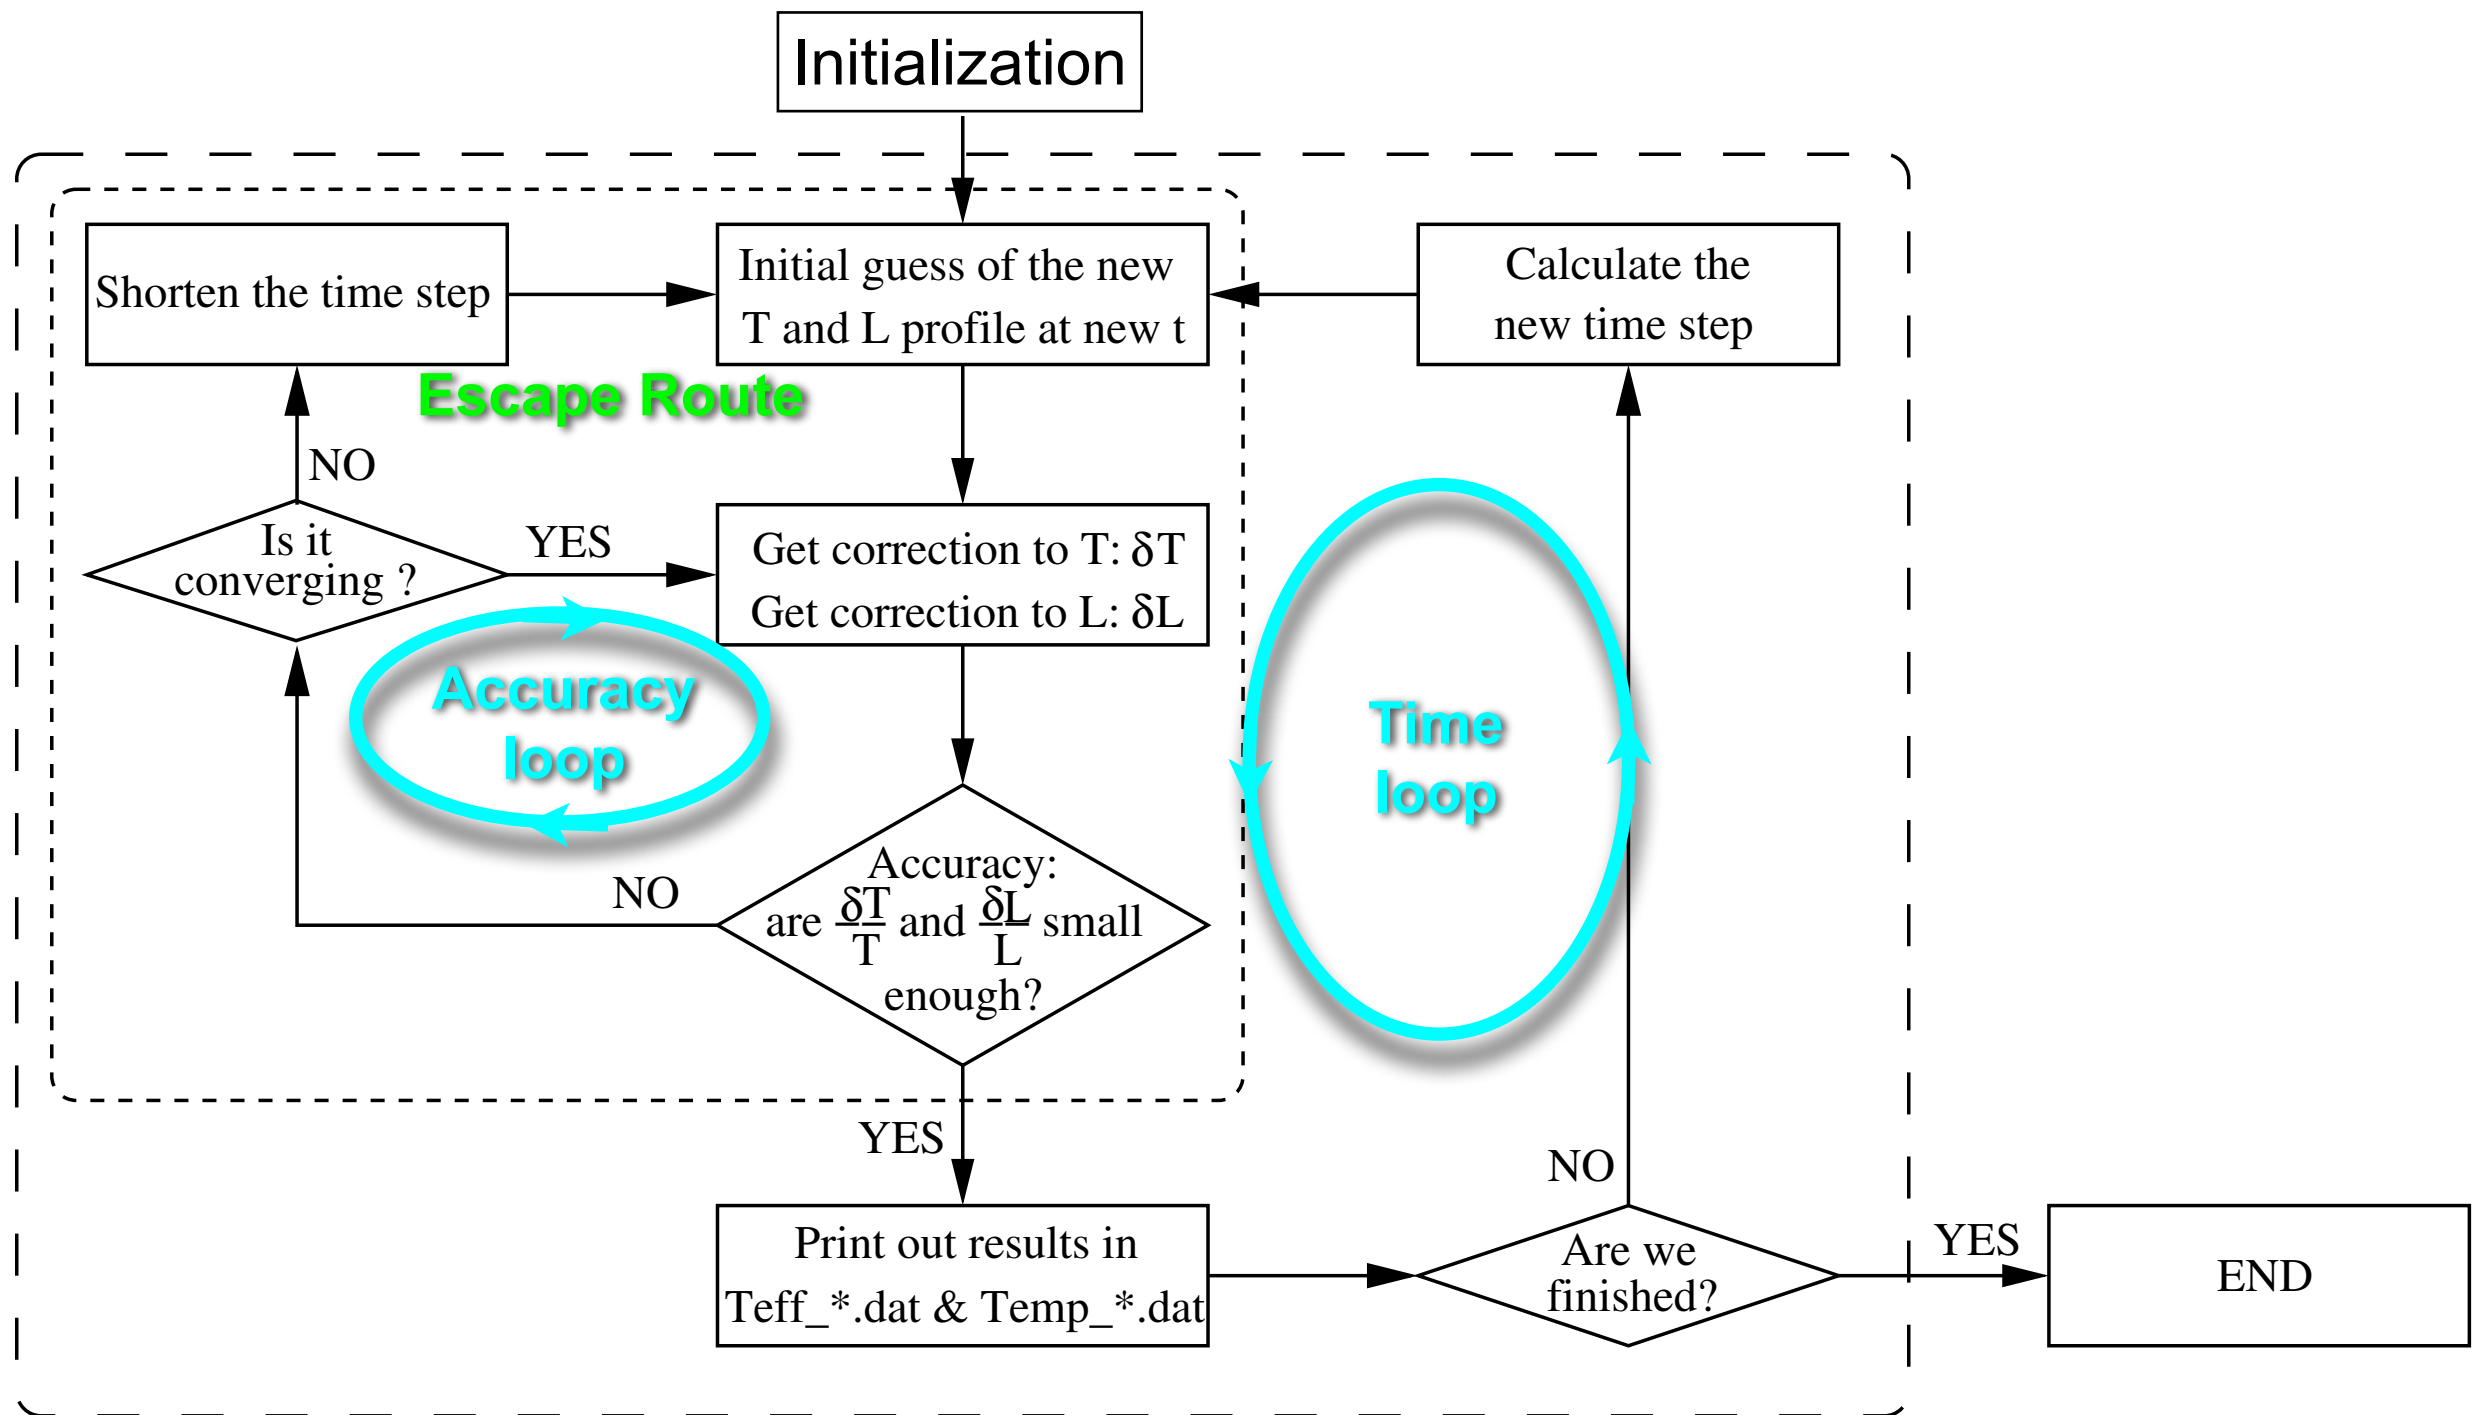 Initialization
Shorten the time step
Initial guess of the new
T and L profile at new t
Calculate the
new time step
Escape Route
NO
Is it
converging ?
YES
Get correction to T: δT
Get correction to L: δL
Accuracy
loop
Time
loop
NO
Accuracy:
are δT/T and δL/L small
enough?
YES
NO
Print out results in
Teff_*.dat & Temp_*.dat
Are we
finished?
YES
END